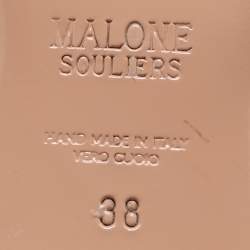 MALONE
SOULIERS
HAND MADE IN ITALY
VERO CUOIO
38